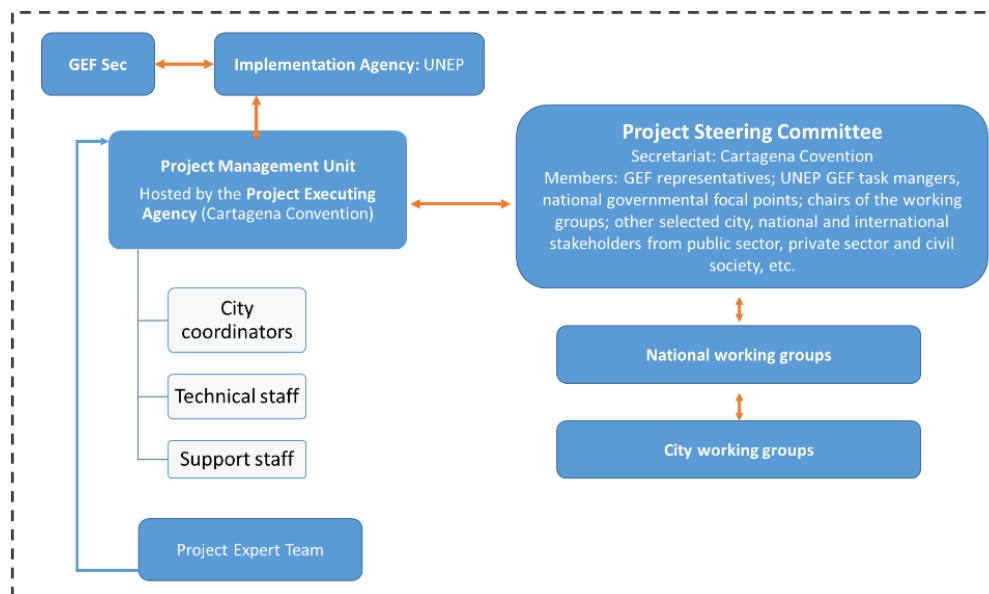 GEF Sec
Implementation Agency: UNEP
Project Management Unit
Hosted by the Project Executing
Agency (Cartagena Convention)
Project Steering Committee
Secretariat: Cartagena Covention
Members: GEF representatives; UNEP GEF task mangers,
national governmental focal points; chairs of the working
groups; other selected city, national and international
stakeholders from public sector, private sector and civil
society, etc.
City
coordinators
Technical staff
Support staff
National working groups
City working groups
Project Expert Team